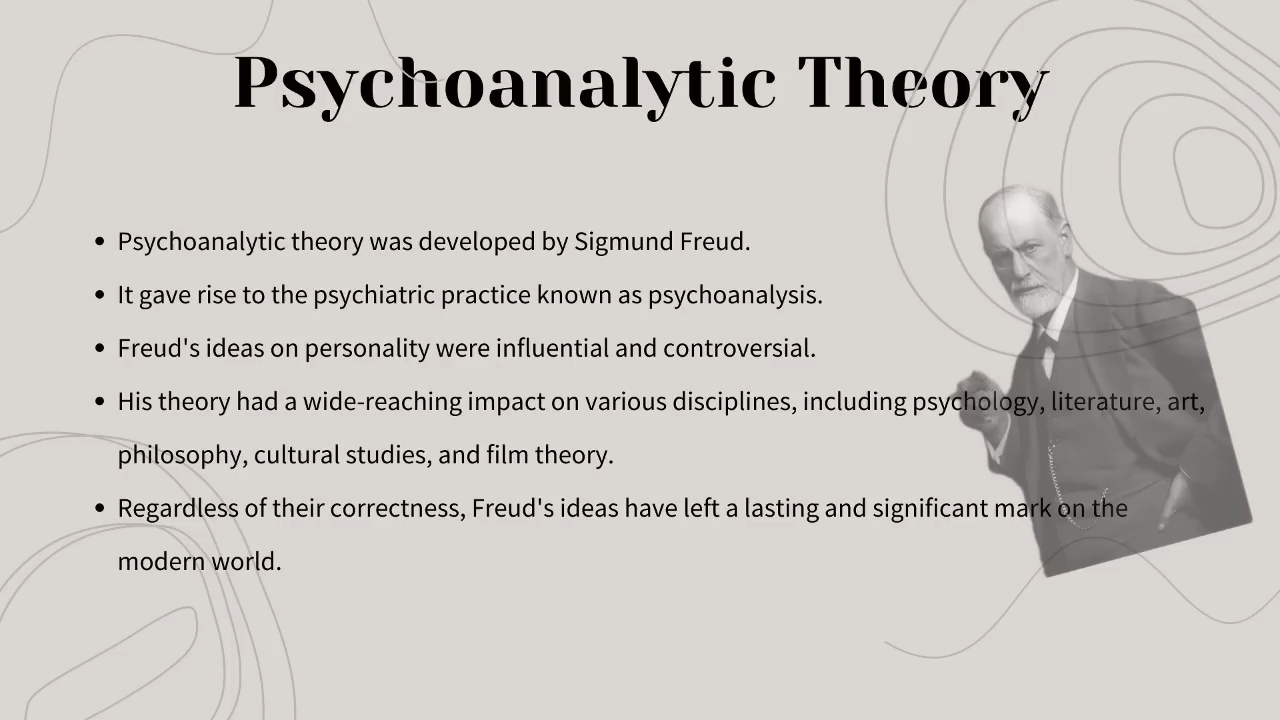 Psychoanalytic Theory
• Psychoanalytic theory was developed by Sigmund Freud.
• It gave rise to the psychiatric practice known as psychoanalysis.
• Freud's ideas on personality were influential and controversial.
• His theory had a wide-reaching impact on various disciplines, including psychology, literature, art,
philosophy, cultural studies, and film theory.
• Regardless of their correctness, Freud's ideas have left a lasting and significant mark on the
modern world.